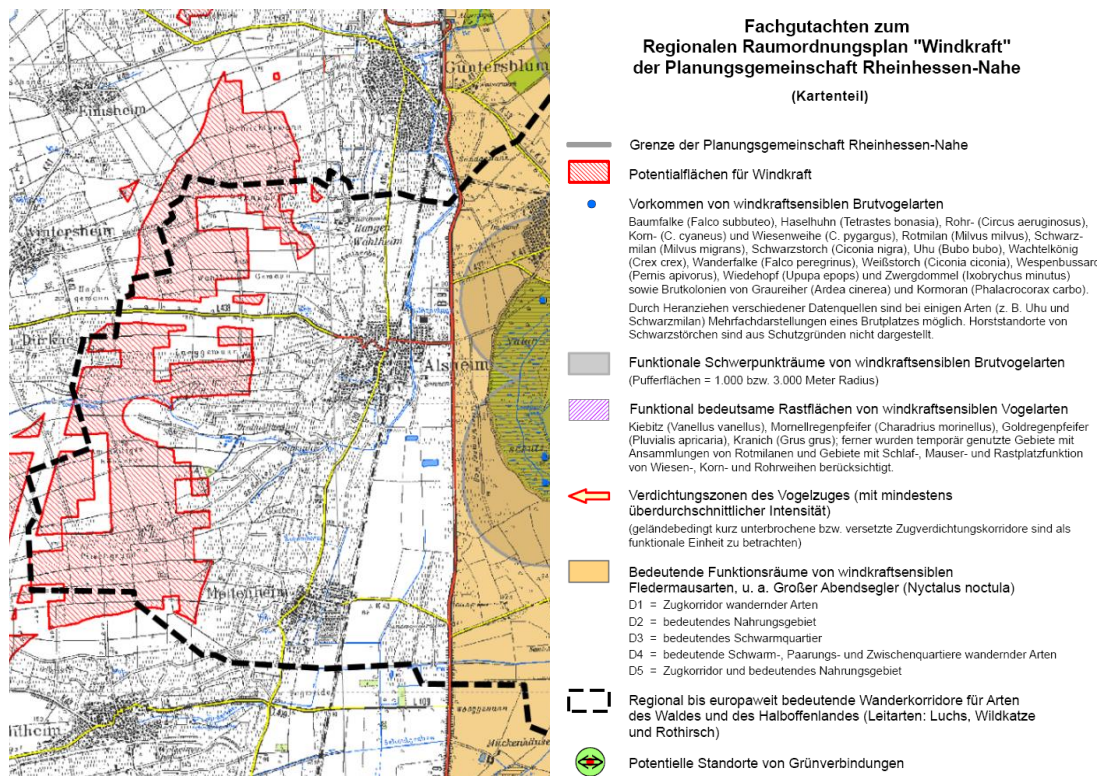 Guntersblum
Eimsheim
Wintersheim
Hangen
Wahlheim
Alsheim
Mettenheim
Fachgutachten zum
Regionalen Raumordnungsplan "Windkraft"
der Planungsgemeinschaft Rheinhessen-Nahe
(Kartenteil)
Grenze der Planungsgemeinschaft Rheinhessen-Nahe
Potentialflächen für Windkraft
Vorkommen von windkraftsensiblen Brutvogelarten
Baumfalke (Falco subbuteo), Haselhuhn (Tetrastes bonasia), Rohr- (Circus aeruginosus),
Korn- (C. cyaneus) und Wiesenweihe (C. pygargus), Rotmilan (Milvus milvus), Schwarz-
milan (Milvus migrans), Schwarzstorch (Ciconia nigra), Uhu (Bubo bubo), Wachtelkönig
(Crex crex), Wanderfalke (Falco peregrinus), Weißstorch (Ciconia ciconia), Wespenbussard
(Pernis apivorus), Wiedehopf (Upupa epops) und Zwergdommel (Ixobrychus minutus)
sowie Brutkolonien von Graureiher (Ardea cinerea) und Kormoran (Phalacrocorax carbo).
Durch Heranziehen verschiedener Datenquellen sind bei einigen Arten (z. B. Uhu und
Schwarzmilan) Mehrfachdarstellungen eines Brutplatzes möglich. Horststandorte von
Schwarzstörchen sind aus Schutzgründen nicht dargestellt.
Funktionale Schwerpunkträume von windkraftsensiblen Brutvogelarten
(Pufferflächen = 1.000 bzw. 3.000 Meter Radius)
Funktional bedeutsame Rastflächen von windkraftsensiblen Vogelarten
Kiebitz (Vanellus vanellus), Mornellregenpfeifer (Charadrius morinellus), Goldregenpfeifer
(Pluvialis apricaria), Kranich (Grus grus); ferner wurden temporär genutzte Gebiete mit
Ansammlungen von Rotmilanen und Gebiete mit Schlaf-, Mauser- und Rastplatzfunktion
von Wiesen-, Korn- und Rohrweihen berücksichtigt.
Verdichtungszonen des Vogelzuges (mit mindestens
überdurchschnittlicher Intensität)
(geländebedingt kurz unterbrochene bzw. versetzte Zugverdichtungskorridore sind als
funktionale Einheit zu betrachten)
Bedeutende Funktionsräume von windkraftsensiblen
Fledermausarten, u. a. Großer Abendsegler (Nyctalus noctula)
D1 = Zugkorridor wandernder Arten
D2 = bedeutendes Nahrungsgebiet
D3 = bedeutendes Schwarmquartier
D4 = bedeutende Schwarm-, Paarungs- und Zwischenquartiere wandernder Arten
D5 = Zugkorridor und bedeutendes Nahrungsgebiet
Regional bis europaweit bedeutende Wanderkorridore für Arten
des Waldes und des Halboffenlandes (Leitarten: Luchs, Wildkatze
und Rothirsch)
Potentielle Standorte von Grünverbindungen